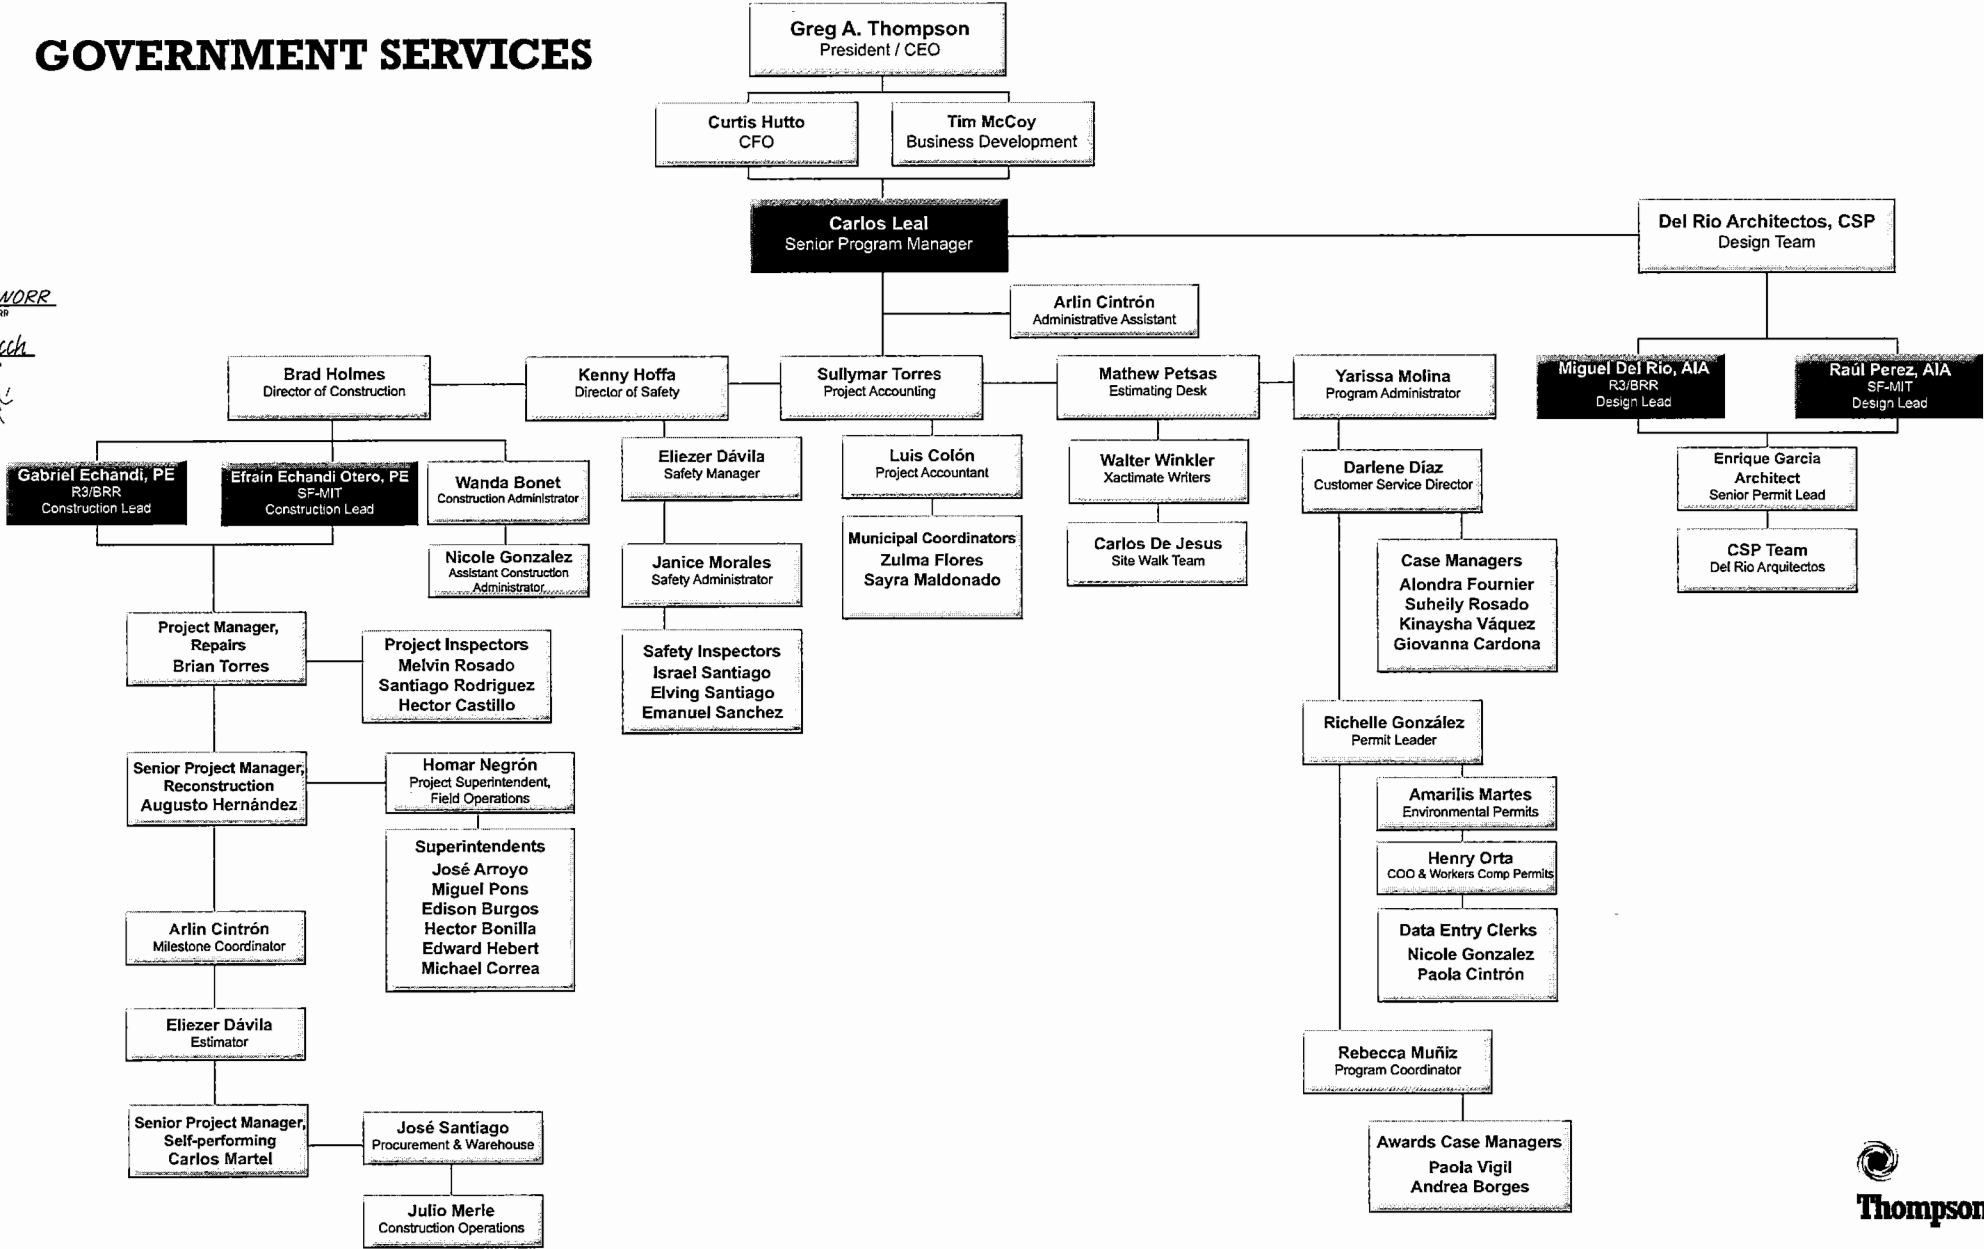 GOVERNMENT SERVICES
Greg A. Thompson
President / CEO
Curtis Hutto
CFO
Tim McCoy
Business Development
Carlos Leal
Senior Program Manager
Del Rio Architectos, CSP
Design Team
Arlin Cintrón
Administrative Assistant
Brad Holmes
Director of Construction
Kenny Hoffa
Director of Safety
Sullymar Torres
Project Accounting
Mathew Petsas
Estimating Desk
Yarissa Molina
Program Administrator
Miguel Del Rio, AIA
R3/BRR
Design Lead
Raúl Perez, AIA
SF-MIT
Design Lead
Gabriel Echandi, PE
R3/BRR
Construction Lead
Efrain Echandi Otero, PE
SF-MIT
Construction Lead
Wanda Bonet
Construction Administrator
Nicole Gonzalez
Assistant Construction
Administrator
Eliezer Dávila
Safety Manager
Janice Morales
Safety Administrator
Safety Inspectors
Israel Santiago
Elving Santiago
Emanuel Sanchez
Luis Colón
Project Accountant
Municipal Coordinators
Zulma Flores
Sayra Maldonado
Walter Winkler
Xactimate Writers
Carlos De Jesus
Site Walk Team
Darlene Díaz
Customer Service Director
Case Managers
Alondra Fournier
Suheily Rosado
Kinaysha Váquez
Giovanna Cardona
Enrique Garcia
Architect
Senior Permit Lead
CSP Team
Del Rio Arquitectos
Project Manager,
Repairs
Brian Torres
Project Inspectors
Melvin Rosado
Santiago Rodriguez
Hector Castillo
Senior Project Manager,
Reconstruction
Augusto Hernández
Homar Negrón
Project Superintendent,
Field Operations
Superintendents
José Arroyo
Miguel Pons
Edison Burgos
Hector Bonilla
Edward Hebert
Michael Correa
Arlin Cintrón
Milestone Coordinator
Eliezer Dávila
Estimator
Senior Project Manager,
Self-performing
Carlos Martel
José Santiago
Procurement & Warehouse
Julio Merle
Construction Operations
Richelle González
Permit Leader
Amarilis Martes
Environmental Permits
Henry Orta
COO & Workers Comp Permits
Data Entry Clerks
Nicole Gonzalez
Paola Cintrón
Rebecca Muñiz
Program Coordinator
Awards Case Managers
Paola Vigil
Andrea Borges
Thompson